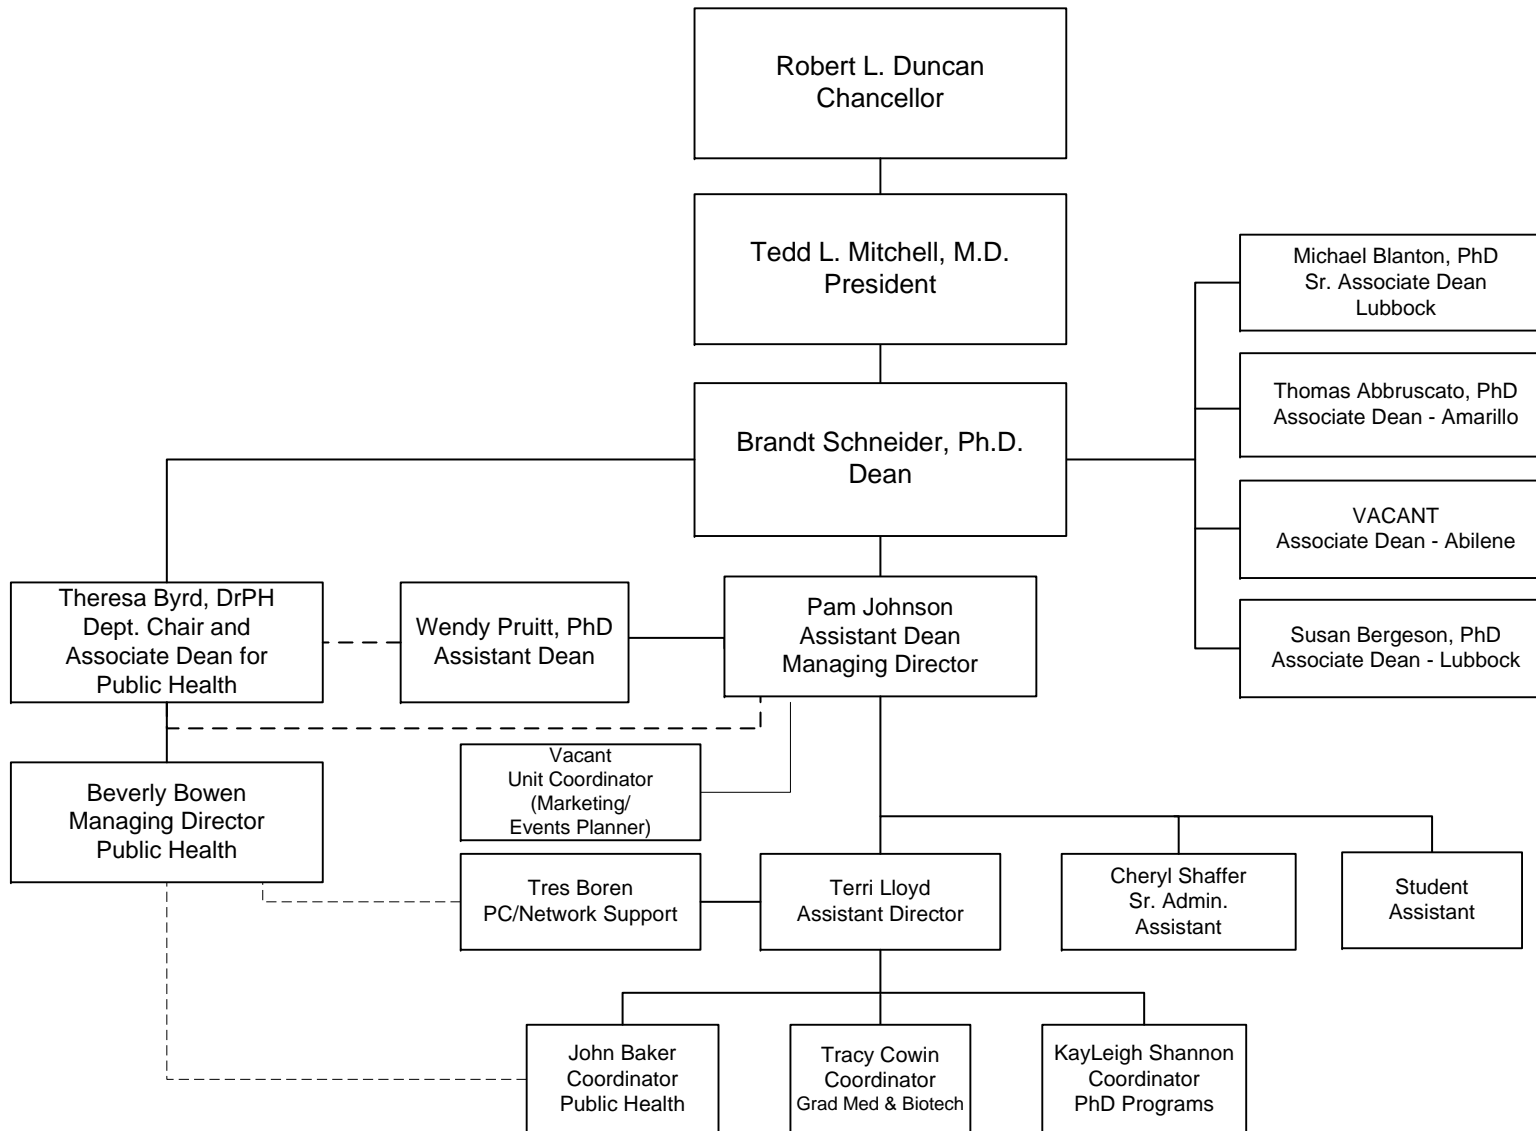 Robert L. Duncan
Chancellor
Tedd L. Mitchell, M.D.
President
Michael Blanton, PhD
Sr. Associate Dean
Lubbock
Thomas Abbruscato, PhD
Associate Dean - Amarillo
Brandt Schneider, Ph.D.
Dean
VACANT
Associate Dean - Abilene
Susan Bergeson, PhD
Associate Dean - Lubbock
Theresa Byrd, DrPH
Dept. Chair and
Associate Dean for
Public Health
Wendy Pruitt, PhD
Assistant Dean
Pam Johnson
Assistant Dean
Managing Director
Vacant
Unit Coordinator
(Marketing/
Events Planner)
Beverly Bowen
Managing Director
Public Health
Tres Boren
PC/Network Support
Terri Lloyd
Assistant Director
Cheryl Shaffer
Sr. Admin.
Assistant
Student
Assistant
John Baker
Coordinator
Public Health
Tracy Cowin
Coordinator
Grad Med & Biotech
KayLeigh Shannon
Coordinator
PhD Programs